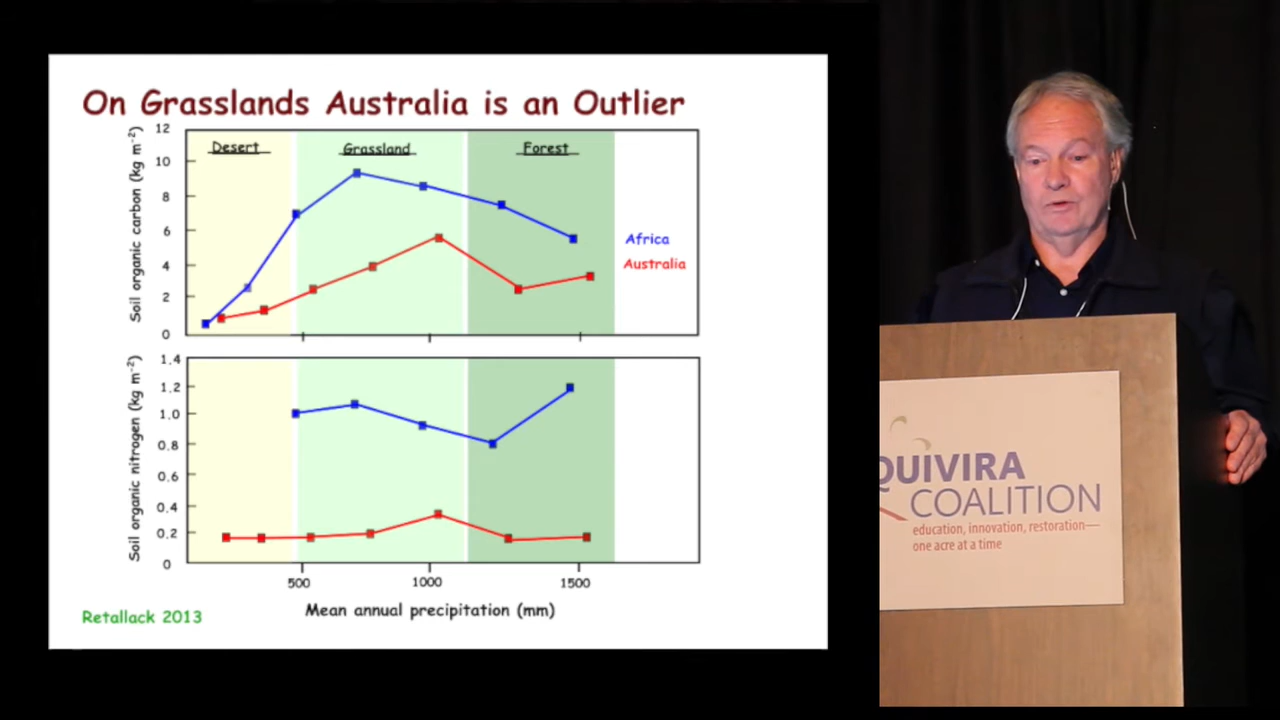 On Grasslands Australia is an Outlier
Soil organic carbon (kg m⁻²)
12
10
8
6
4
2
0
Desert
Grassland
Forest
Africa
Australia
Soil organic nitrogen (kg m⁻²)
1.4
1.2
1.0
0.8
0.6
0.4
0.2
0
500
1000
1500
Mean annual precipitation (mm)
Retallack 2013
QUIVIRA
COALITION
education, innovation, restoration—
one acre at a time